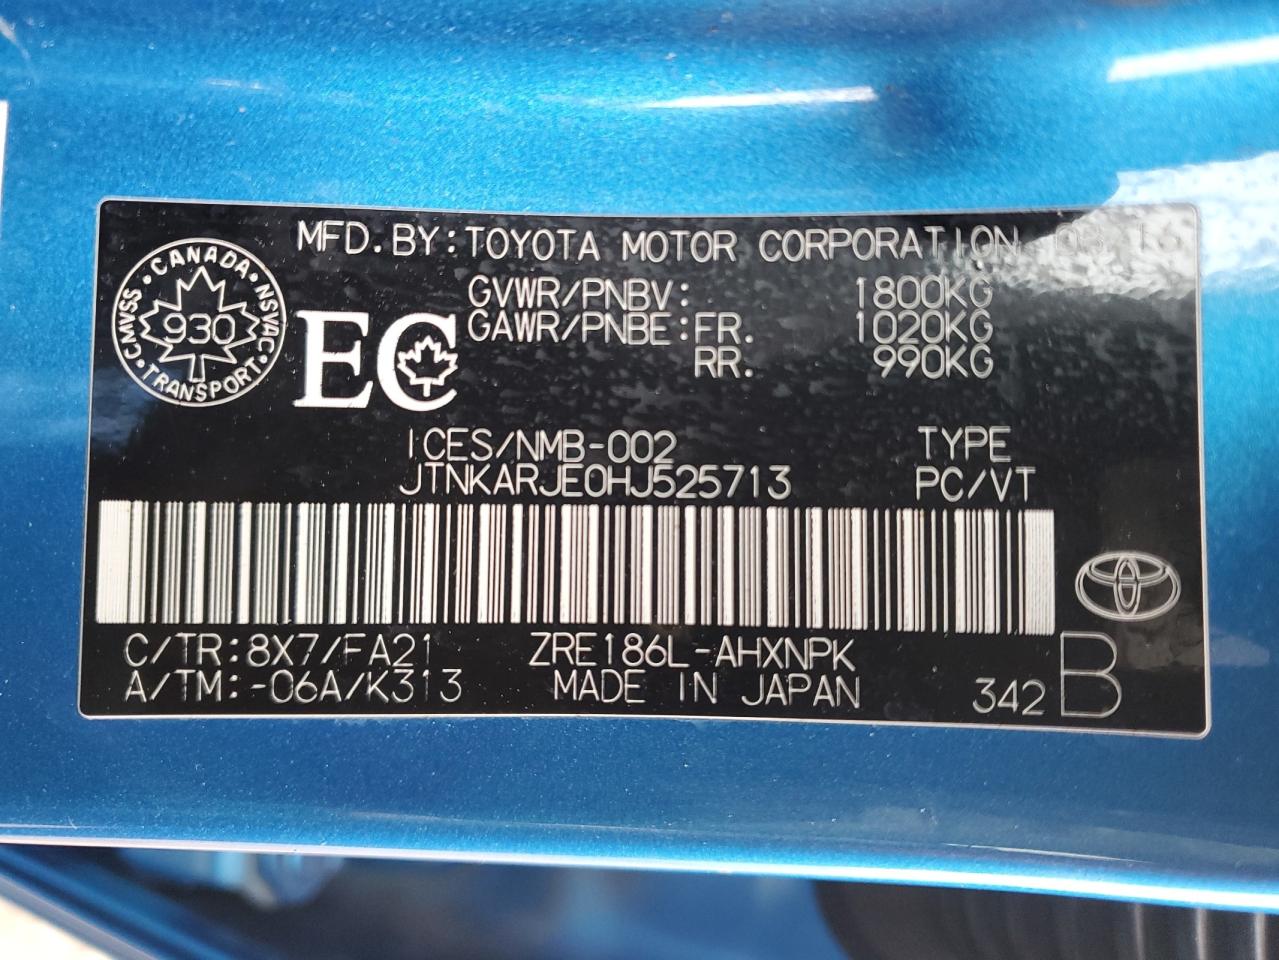 MFD.BY:TOYOTA MOTOR CORPORATION 03/16
GVWR/PNBV: 1800KG
GAWR/PNBE:FR. 1020KG
RR. 990KG
CANADA
CMVSS 930 NSVAC
TRANSPORT
EC
ICES/NMB-002 TYPE
JTNKARJE0HJ525713 PC/VT
C/TR:8X7/FA21 ZRE186L-AHXNPK
A/TM:-06A/K313 MADE IN JAPAN 342 B